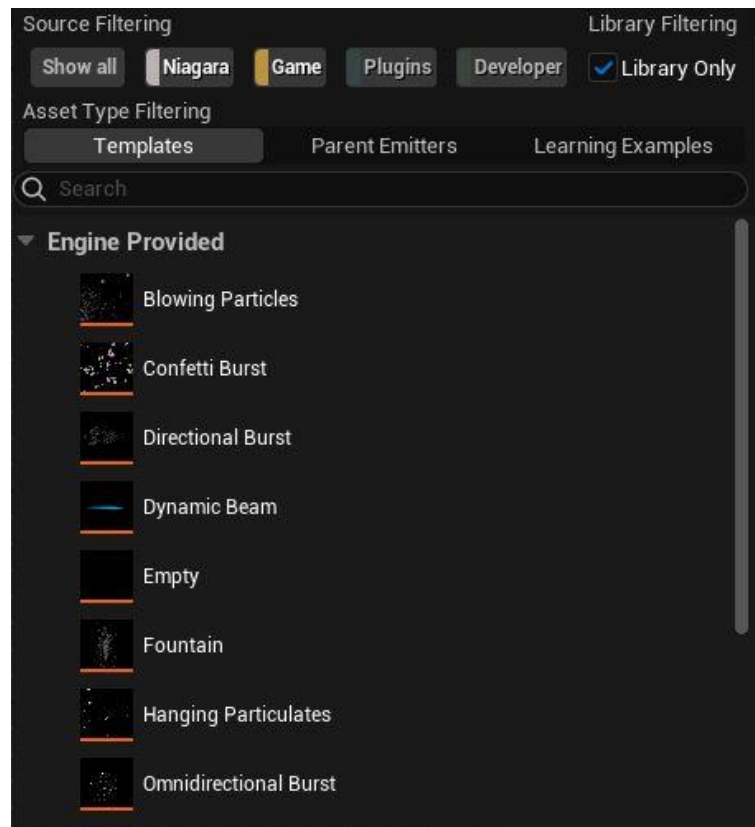 Source Filtering Library Filtering
Show all Niagara Game Plugins Developer Library Only
Asset Type Filtering
Templates Parent Emitters Learning Examples
Search
Engine Provided
Blowing Particles
Confetti Burst
Directional Burst
Dynamic Beam
Empty
Fountain
Hanging Particulates
Omnidirectional Burst